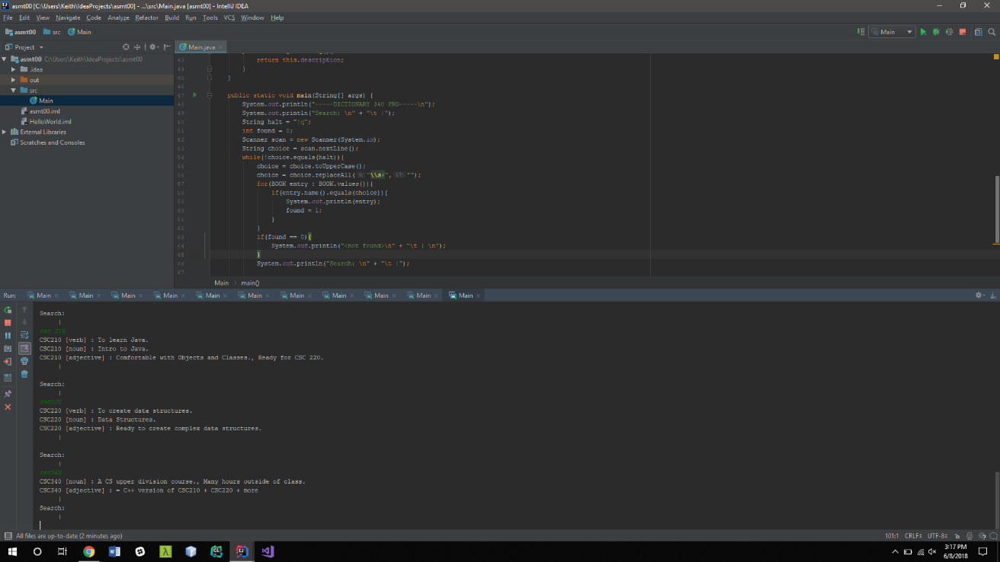 asmt00 [C:\Users\Keith\IdeaProjects\asmt00] - ...\src\Main.java [asmt00] - IntelliJ IDEA
File Edit View Navigate Code Analyze Refactor Build Run Tools VCS Window Help
asmt00 src Main
Main
Project
Main.java
asmt00 C:\Users\Keith\IdeaProjects\asmt00
.idea
out
src
Main
asmt00.iml
HelloWorld.iml
External Libraries
Scratches and Consoles
43 return this.description;
44 }
45 }
46
47 public static void main(String[] args) {
48 System.out.println("-----DICTIONARY 340 PRO-----\n");
49 System.out.println("Search: \n" + "\t |");
50 String halt = "!q";
51 int found = 0;
52 Scanner scan = new Scanner(System.in);
53 String choice = scan.nextLine();
54 while(!choice.equals(halt)){
55 choice = choice.toUpperCase();
56 choice = choice.replaceAll( "\\s+", "");
57 for(BOOK entry : BOOK.values()){
58 if(entry.name().equals(choice)){
59 System.out.println(entry);
60 found = 1;
61 }
62 }
63 if(found == 0){
64 System.out.println("<not found>\n" + "\t | \n");
65 }
66 System.out.println("Search: \n" + "\t |");
67
Main main()
Run: Main Main Main Main Main Main Main Main Main Main Main
Search:
|
csc 210
CSC210 [verb] : To learn Java.
CSC210 [noun] : Intro to Java.
CSC210 [adjective] : Comfortable with Objects and Classes., Ready for CSC 220.
|
Search:
|
csc220
CSC220 [verb] : To create data structures.
CSC220 [noun] : Data Structures.
CSC220 [adjective] : Ready to create complex data structures.
|
Search:
|
csc340
CSC340 [noun] : A CS upper division course., Many hours outside of class.
CSC340 [adjective] : = C++ version of CSC210 + CSC220 + more
|
Search:
|
All files are up-to-date (2 minutes ago)
101:1 CRLF UTF-8
3:17 PM
6/8/2018